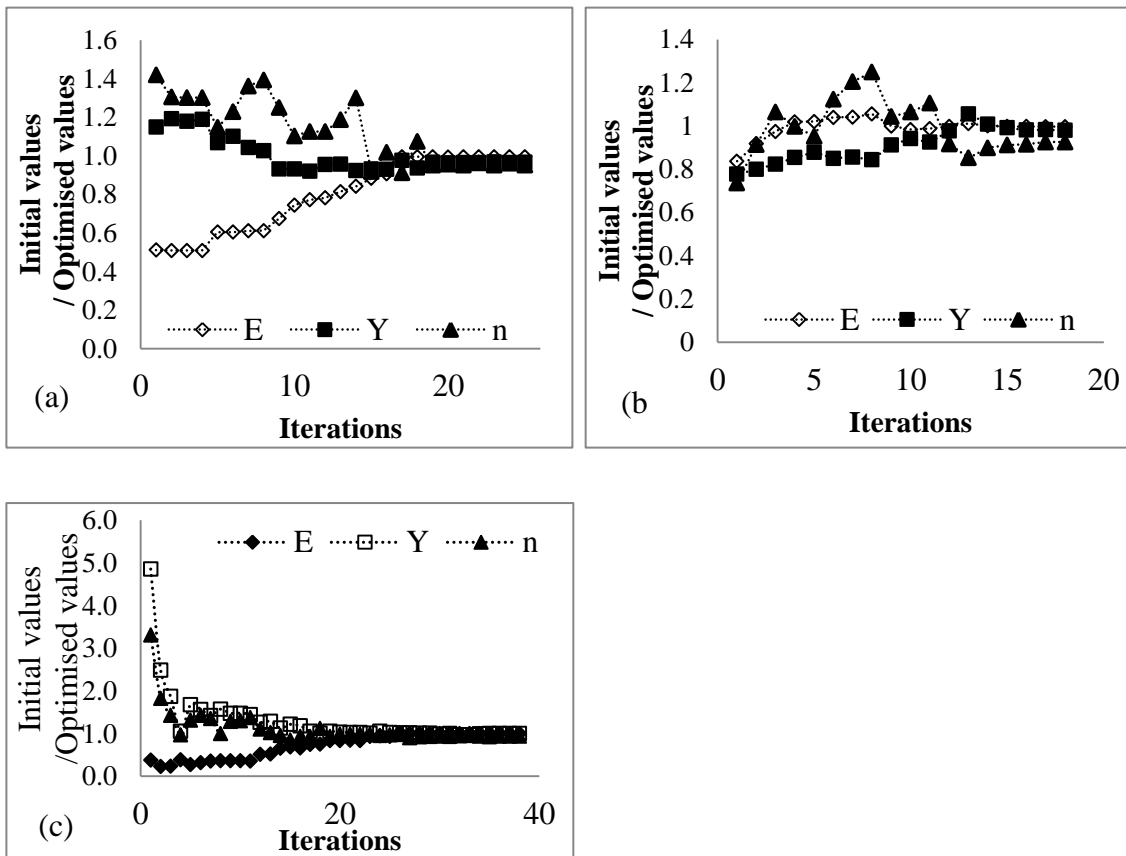 1.6
1.4
1.2
1.0
0.8
0.6
0.4
0.2
0.0
Initial values
/ Optimised values
E Y n
0 10 20
Iterations
(a)
1.4
1.2
1
0.8
0.6
0.4
0.2
0
Initial values
/ Optimised values
E Y n
0 5 10 15 20
Iterations
(b
6.0
5.0
4.0
3.0
2.0
1.0
0.0
Initial values
/Optimised values
E Y n
0 20 40
Iterations
(c)